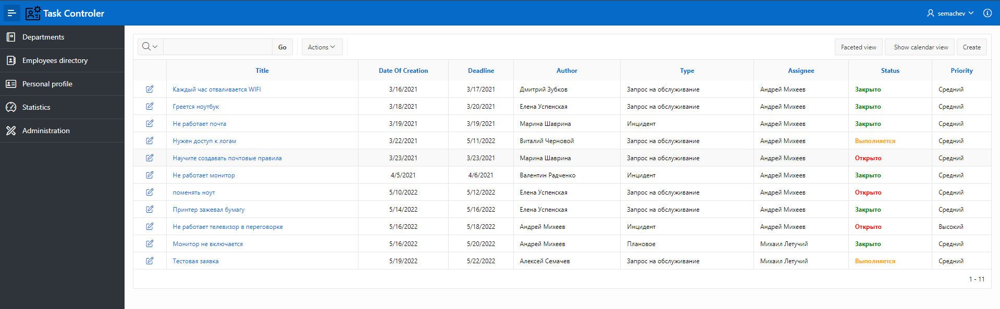 Task Controler
semachev
Departments
Employees directory
Personal profile
Statistics
Administration
Go
Actions
Faceted view
Show calendar view
Create
Title Date Of Creation Deadline Author Type Assignee Status Priority
Каждый час отваливается WIFI 3/16/2021 3/17/2021 Дмитрий Зубков Запрос на обслуживание Андрей Михеев Закрыто Средний
Греется ноутбук 3/18/2021 3/20/2021 Елена Успенская Запрос на обслуживание Андрей Михеев Закрыто Средний
Не работает почта 3/19/2021 3/19/2021 Марина Шаврина Инцидент Андрей Михеев Закрыто Средний
Нужен доступ к логам 3/22/2021 5/11/2022 Виталий Черновой Запрос на обслуживание Андрей Михеев Выполняется Средний
Научите создавать почтовые правила 3/23/2021 3/23/2021 Марина Шаврина Запрос на обслуживание Андрей Михеев Открыто Средний
Не работает монитор 4/5/2021 4/6/2021 Валентин Радченко Инцидент Андрей Михеев Закрыто Средний
поменять ноут 5/10/2022 5/12/2022 Елена Успенская Запрос на обслуживание Андрей Михеев Открыто Средний
Принтер зажевал бумагу 5/14/2022 5/16/2022 Елена Успенская Запрос на обслуживание Андрей Михеев Закрыто Средний
Не работает телевизор в переговорке 5/16/2022 5/18/2022 Андрей Михеев Инцидент Андрей Михеев Открыто Высокий
Монитор не включается 5/16/2022 5/20/2022 Андрей Михеев Плановое Михаил Летучий Закрыто Средний
Тестовая заявка 5/19/2022 5/22/2022 Алексей Семачев Запрос на обслуживание Михаил Летучий Выполняется Средний
1 - 11